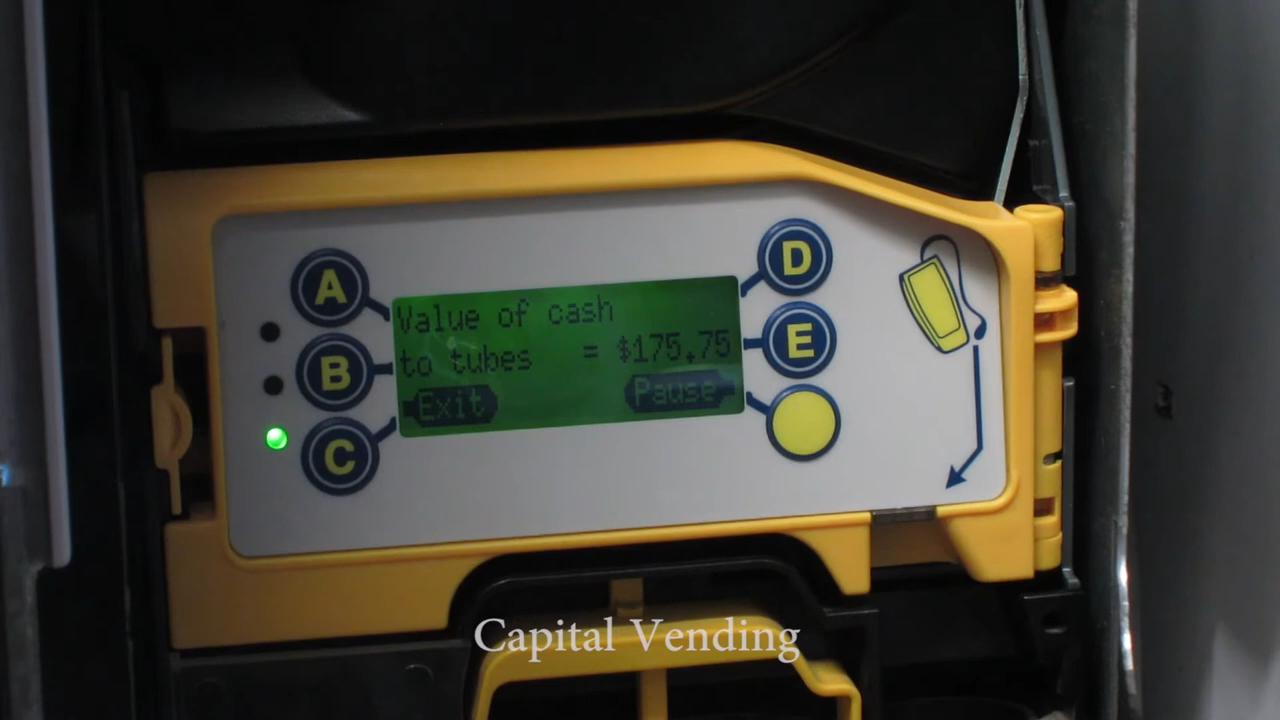 A
B
C
Value of cash
to tubes = $175.75
Exit Pause
D
E
Capital Vending